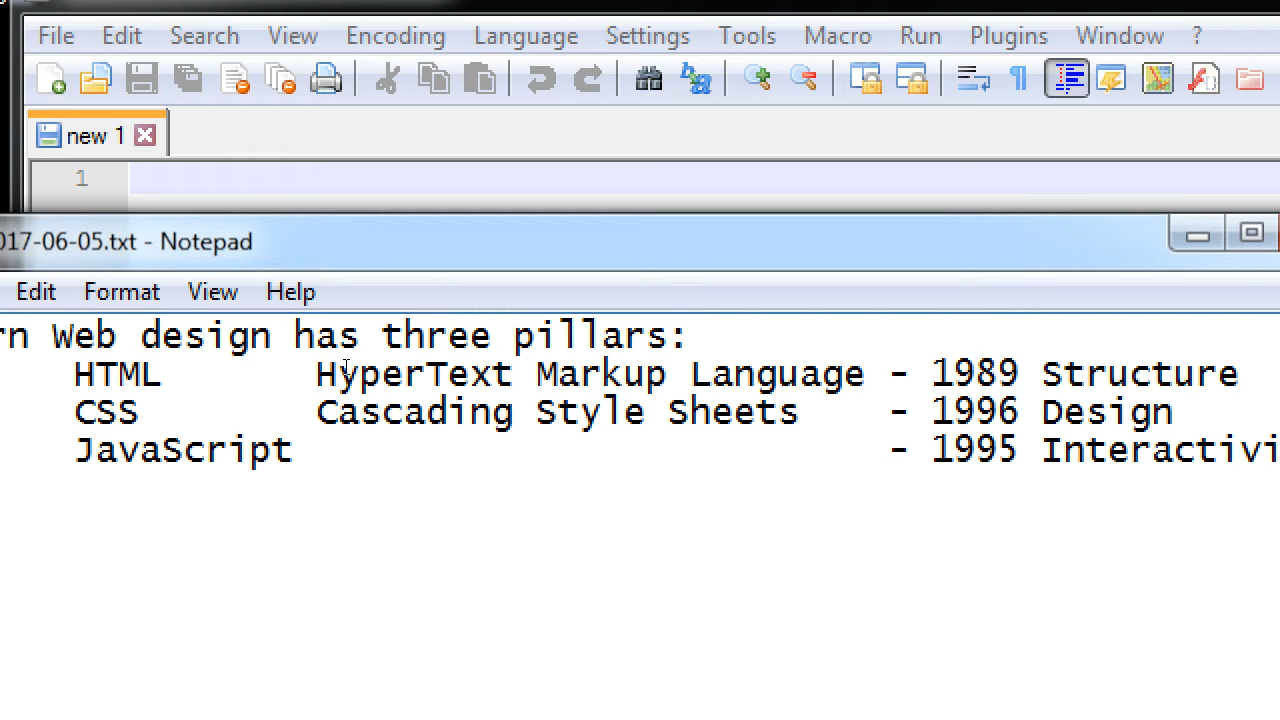 File Edit Search View Encoding Language Settings Tools Macro Run Plugins Window ?
new 1
1
017-06-05.txt - Notepad
Edit Format View Help
rn Web design has three pillars:
HTML HyperText Markup Language - 1989 Structure
CSS Cascading Style Sheets - 1996 Design
JavaScript - 1995 Interactivi